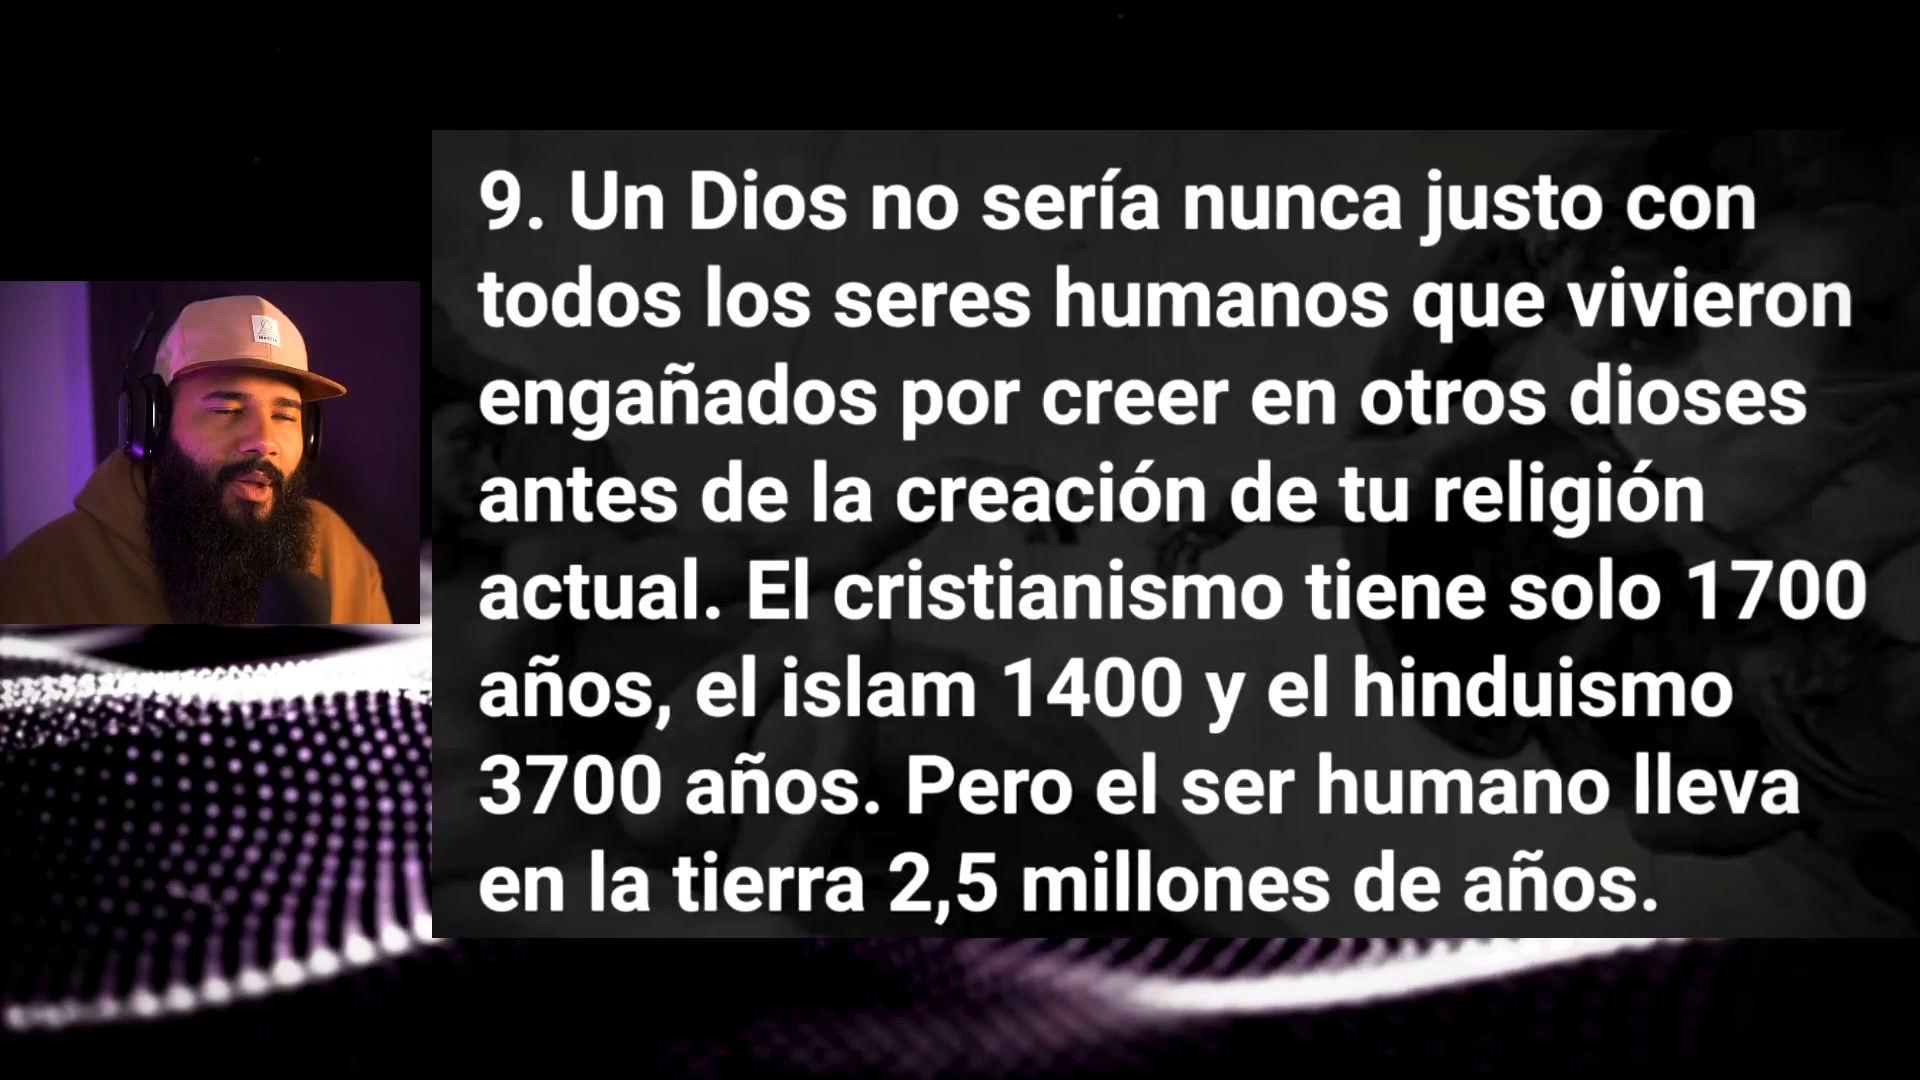 9. Un Dios no sería nunca justo con
todos los seres humanos que vivieron
engañados por creer en otros dioses
antes de la creación de tu religión
actual. El cristianismo tiene solo 1700
años, el islam 1400 y el hinduismo
3700 años. Pero el ser humano lleva
en la tierra 2,5 millones de años.